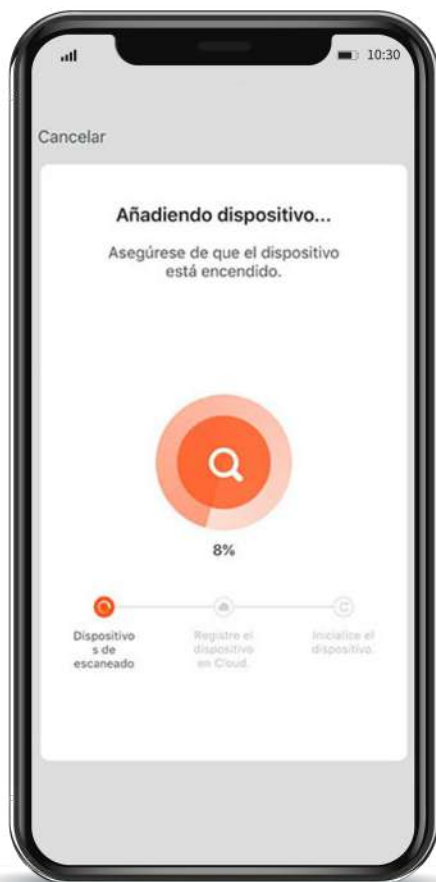 10:30
Cancelar
Añadiendo dispositivo...
Asegúrese de que el dispositivo
está encendido.
8%
Dispositivo
s de
escaneado
Registre el
dispositivo
en Cloud.
Inicialice el
dispositivo.